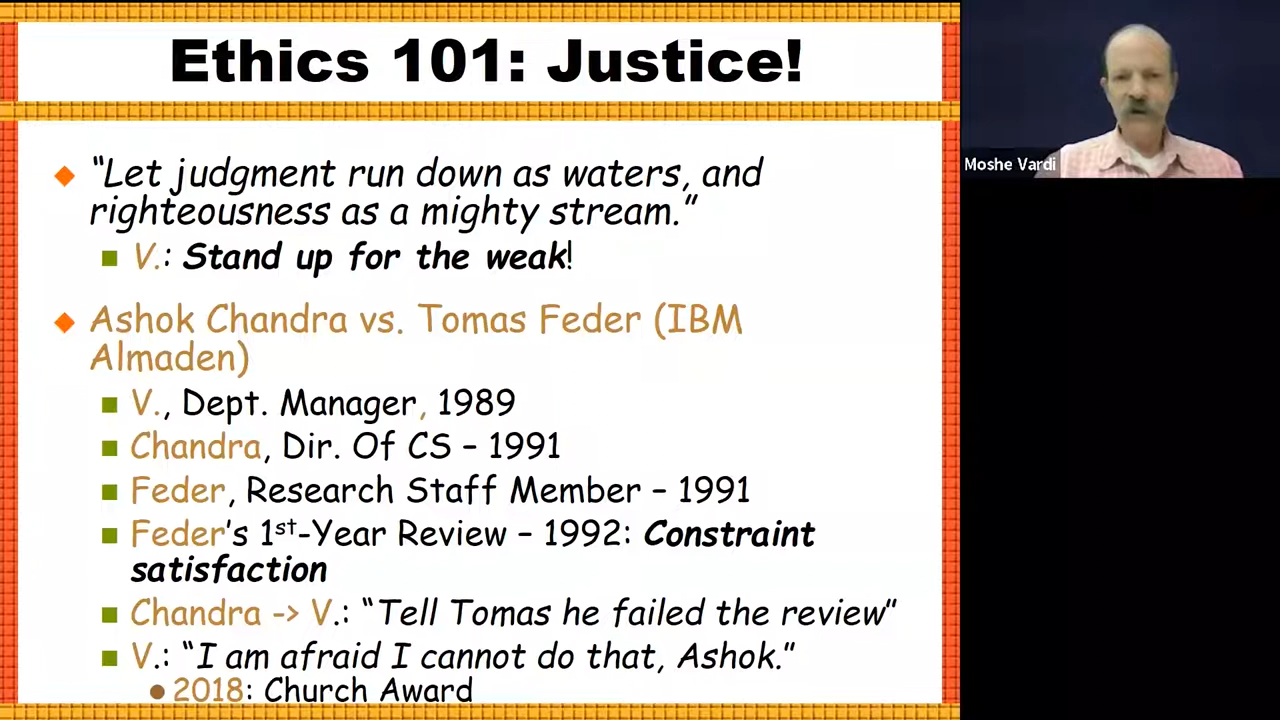 Ethics 101: Justice!
“Let judgment run down as waters, and
righteousness as a mighty stream.”
V.: Stand up for the weak!
Ashok Chandra vs. Tomas Feder (IBM
Almaden)
V., Dept. Manager, 1989
Chandra, Dir. Of CS – 1991
Feder, Research Staff Member – 1991
Feder’s 1st-Year Review – 1992: Constraint
satisfaction
Chandra -> V.: “Tell Tomas he failed the review”
V.: “I am afraid I cannot do that, Ashok.”
2018: Church Award
Moshe Vardi